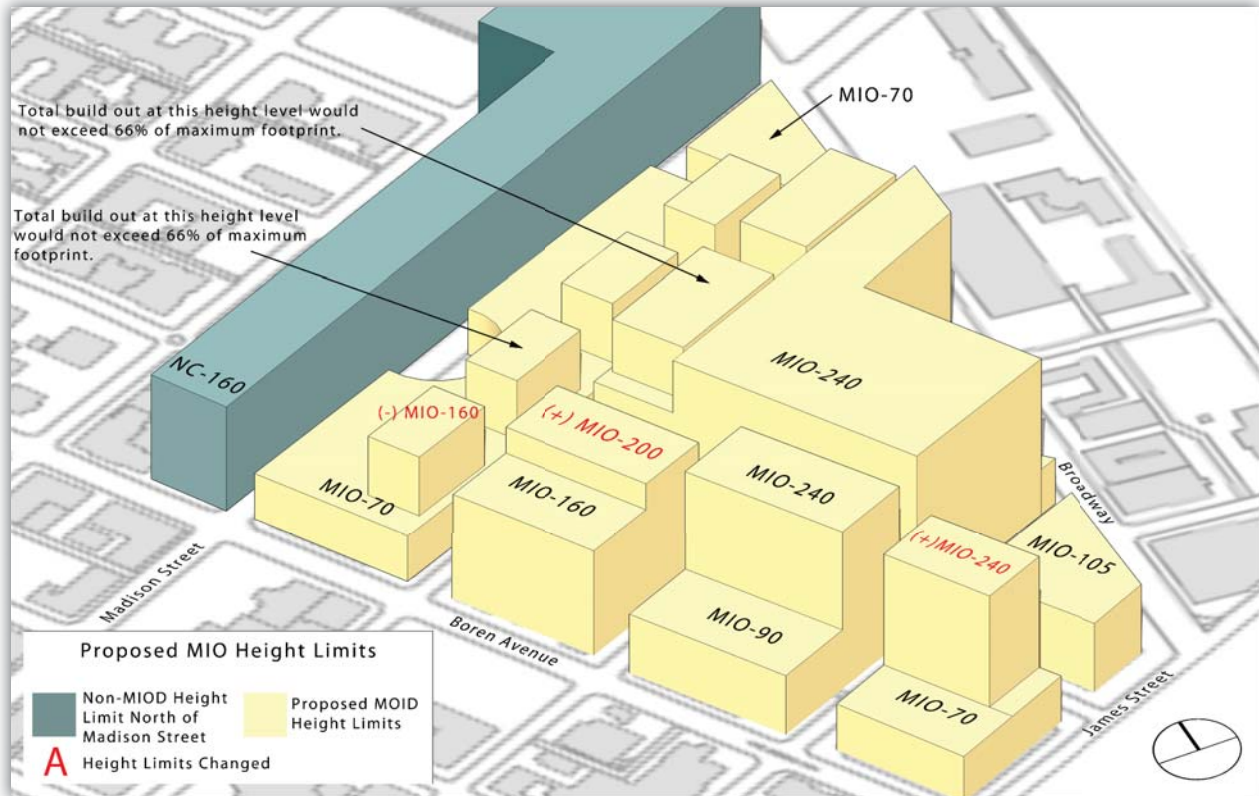 MIO-70
Total build out at this height level would
not exceed 66% of maximum footprint.
Total build out at this height level
would not exceed 66% of maximum
footprint.
NC-160
(-) MIO-160
(+) MIO-200
MIO-240
MIO-70
MIO-160
MIO-240
Broadway
(+)MIO-240
MIO-105
Madison Street
Boren Avenue
MIO-90
MIO-70
James Street
Proposed MIO Height Limits
Non-MIOD Height
Limit North of
Madison Street
Proposed MOID
Height Limits
A Height Limits Changed